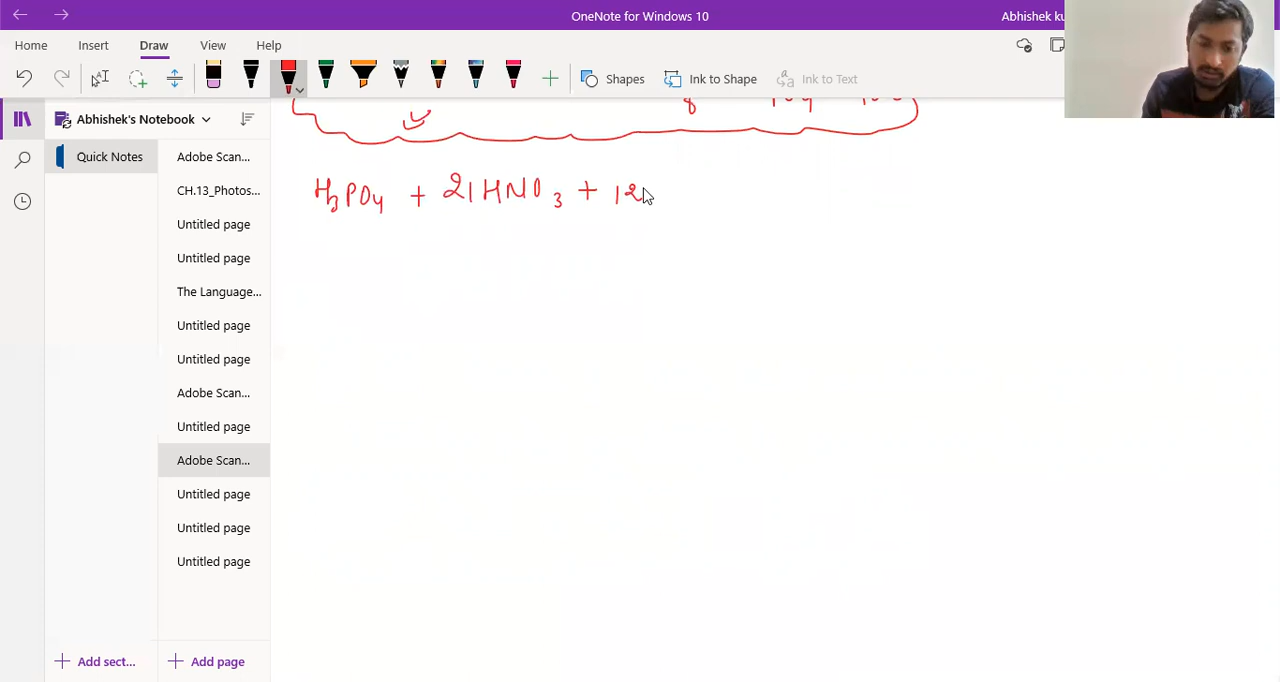 OneNote for Windows 10
Abhishek ku
Home Insert Draw View Help
Shapes Ink to Shape Ink to Text
Abhishek's Notebook
Quick Notes
Adobe Scan...
CH.13_Photos...
Untitled page
Untitled page
The Language...
Untitled page
Untitled page
Adobe Scan...
Untitled page
Adobe Scan...
Untitled page
Untitled page
Untitled page
H₃PO₄ + 21HNO₃ + 12
Add sect... Add page